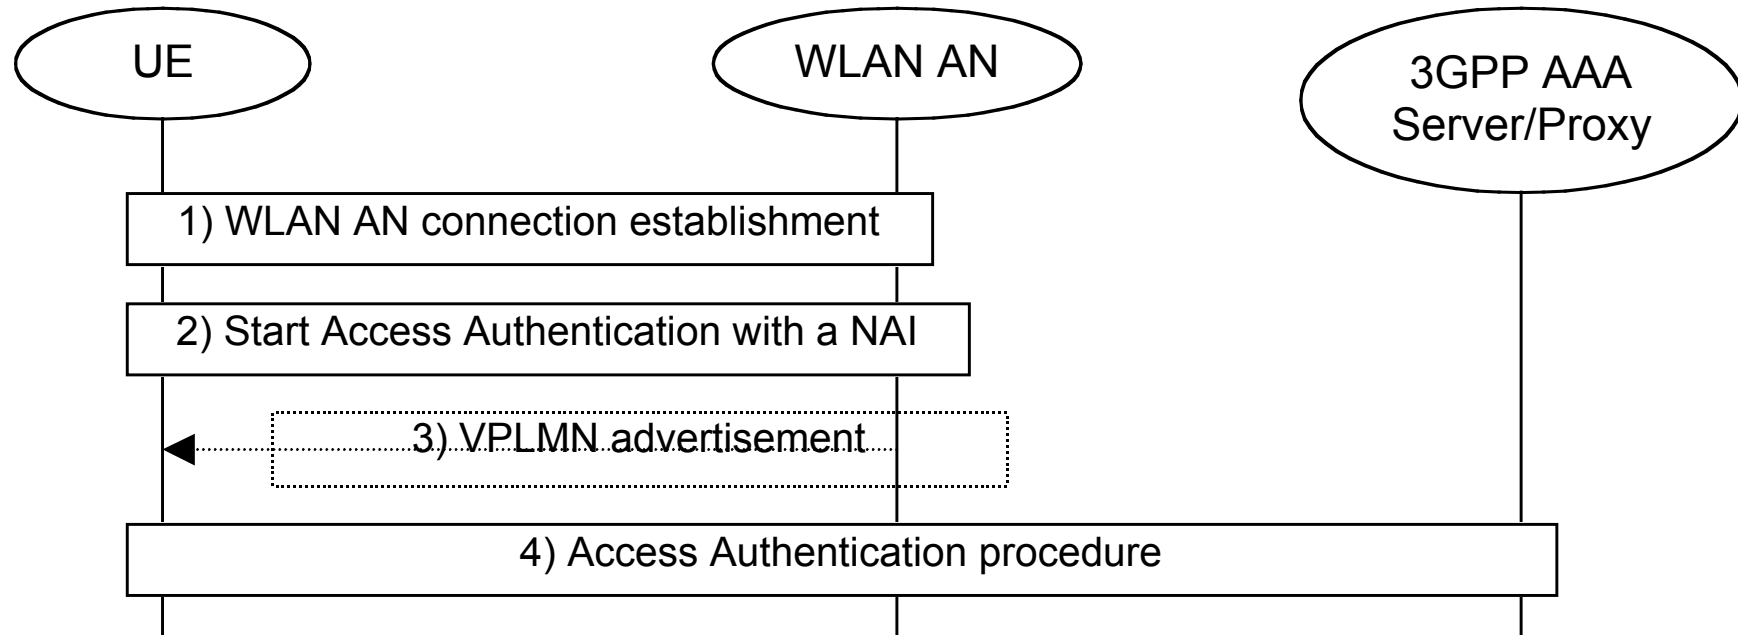 UE
WLAN AN
3GPP AAA
Server/Proxy
1) WLAN AN connection establishment
2) Start Access Authentication with a NAI
3) VPLMN advertisement
4) Access Authentication procedure